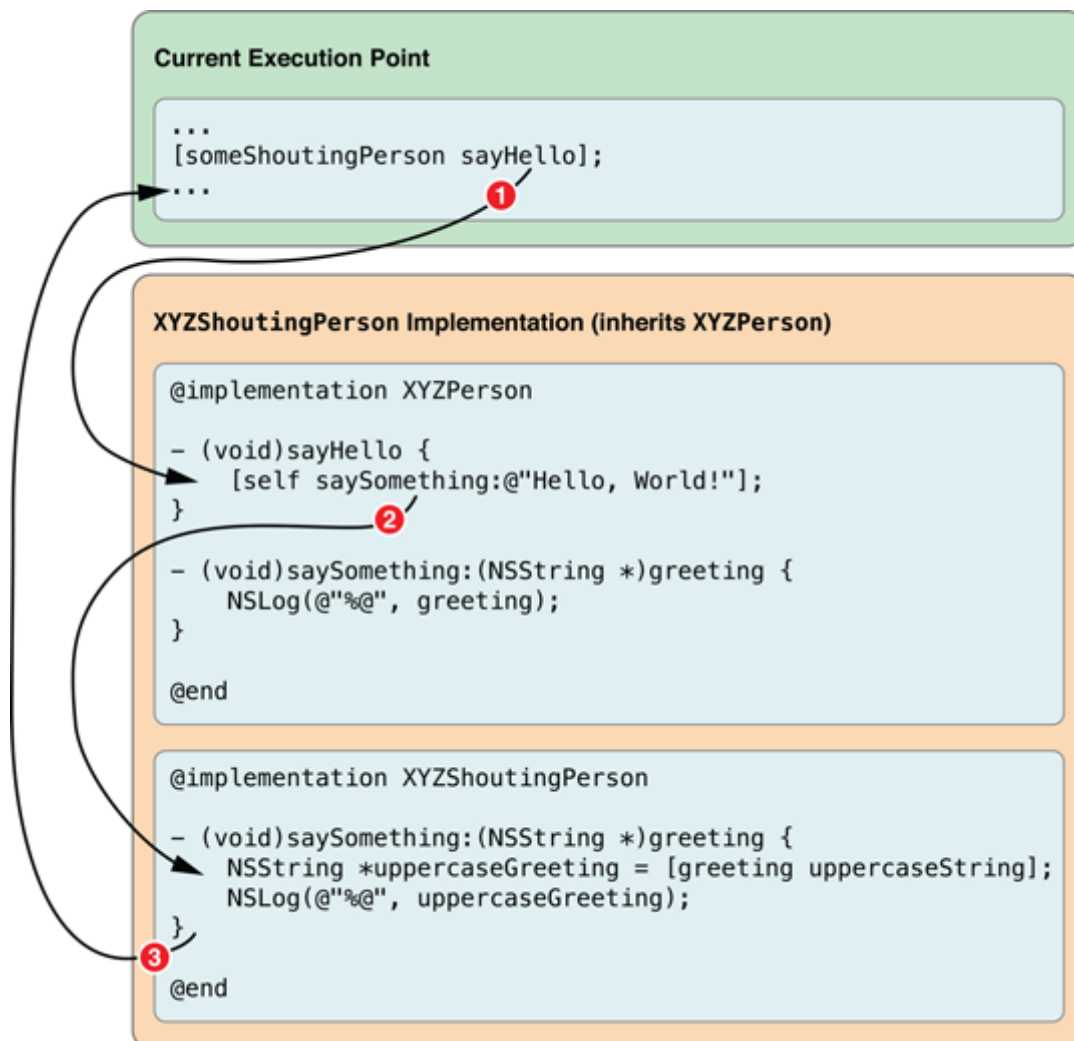 Current Execution Point
...
[someShoutingPerson sayHello];
...
1
XYZShoutingPerson Implementation (inherits XYZPerson)
@implementation XYZPerson
- (void)sayHello {
[self saySomething:@"Hello, World!"];
}
2
- (void)saySomething:(NSString *)greeting {
NSLog(@"%@", greeting);
}
@end
@implementation XYZShoutingPerson
- (void)saySomething:(NSString *)greeting {
NSString *uppercaseGreeting = [greeting uppercaseString];
NSLog(@"%@", uppercaseGreeting);
}
3
@end